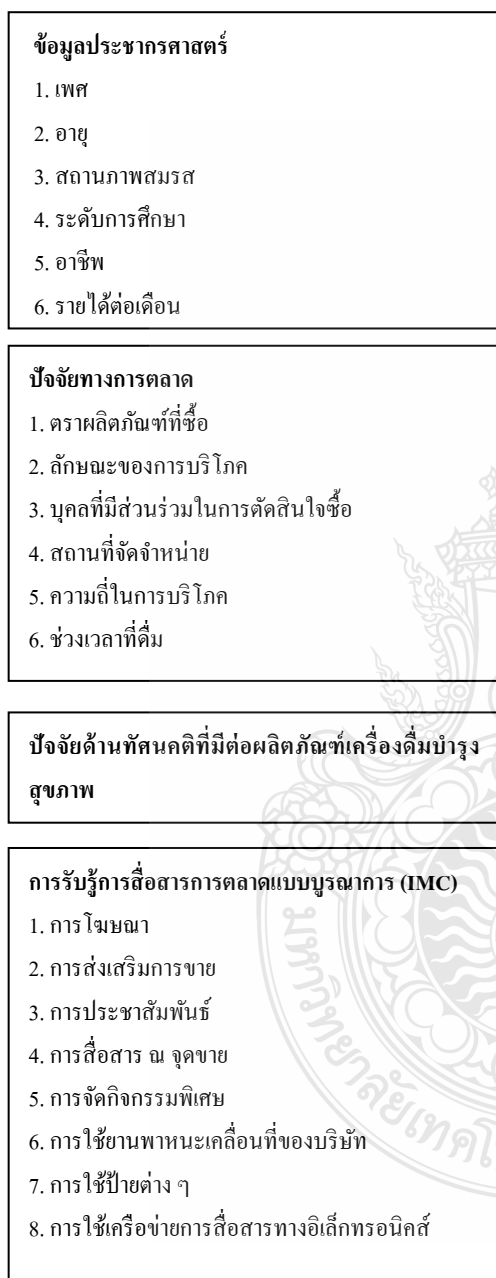 ข้อมูลประชากรศาสตร์
1. เพศ
2. อายุ
3. สถานภาพสมรส
4. ระดับการศึกษา
5. อาชีพ
6. รายได้ต่อเดือน
ปัจจัยทางการตลาด
1. ตราผลิตภัณฑ์ที่ซื้อ
2. ลักษณะของการบริโภค
3. บุคลที่มีส่วนร่วมในการตัดสินใจซื้อ
4. สถานที่จัดจำหน่าย
5. ความถี่ในการบริโภค
6. ช่วงเวลาที่ดื่ม
ปัจจัยด้านทัศนคติที่มีต่อผลิตภัณฑ์เครื่องดื่มบำรุง
สุขภาพ
การรับรู้การสื่อสารการตลาดแบบบูรณาการ (IMC)
1. การโฆษณา
2. การส่งเสริมการขาย
3. การประชาสัมพันธ์
4. การสื่อสาร ณ จุดขาย
5. การจัดกิจกรรมพิเศษ
6. การใช้ยานพาหนะเคลื่อนที่ของบริษัท
7. การใช้ป้ายต่าง ๆ
8. การใช้เครือข่ายการสื่อสารทางอิเล็กทรอนิคส์
มหาวิทยาลัยเทคโ